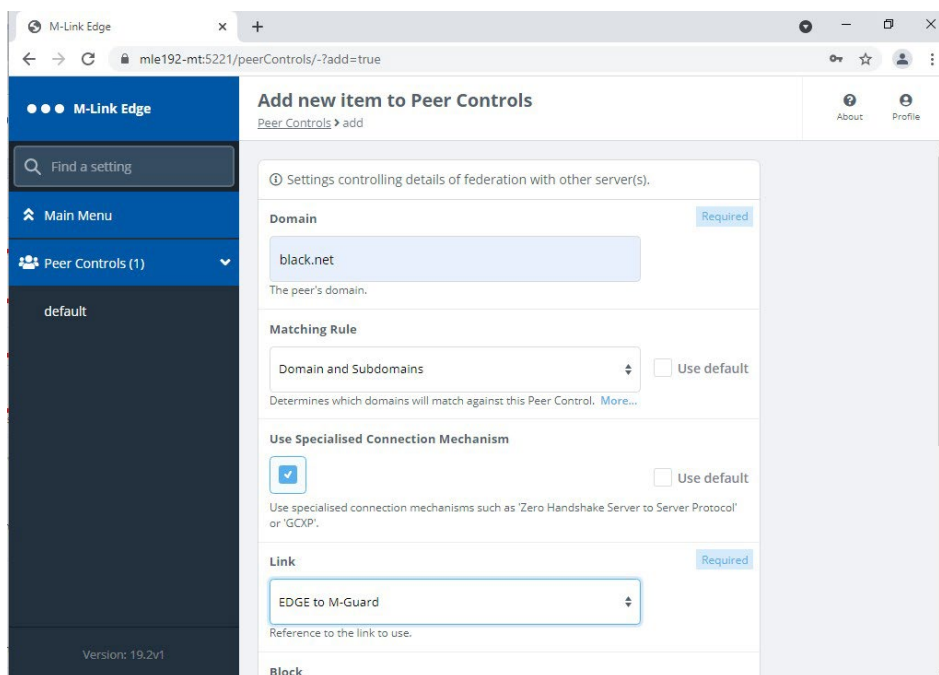 M-Link Edge
mle192-mt:5221/peerControls/-?add=true
M-Link Edge
Add new item to Peer Controls
Peer Controls > add
About
Profile
Find a setting
Main Menu
Peer Controls (1)
default
Version: 19.2v1
Settings controlling details of federation with other server(s).
Domain
Required
black.net
The peer's domain.
Matching Rule
Domain and Subdomains
Use default
Determines which domains will match against this Peer Control. More...
Use Specialised Connection Mechanism
Use default
Use specialised connection mechanisms such as 'Zero Handshake Server to Server Protocol'
or 'GCXP'.
Link
Required
EDGE to M-Guard
Reference to the link to use.
Block